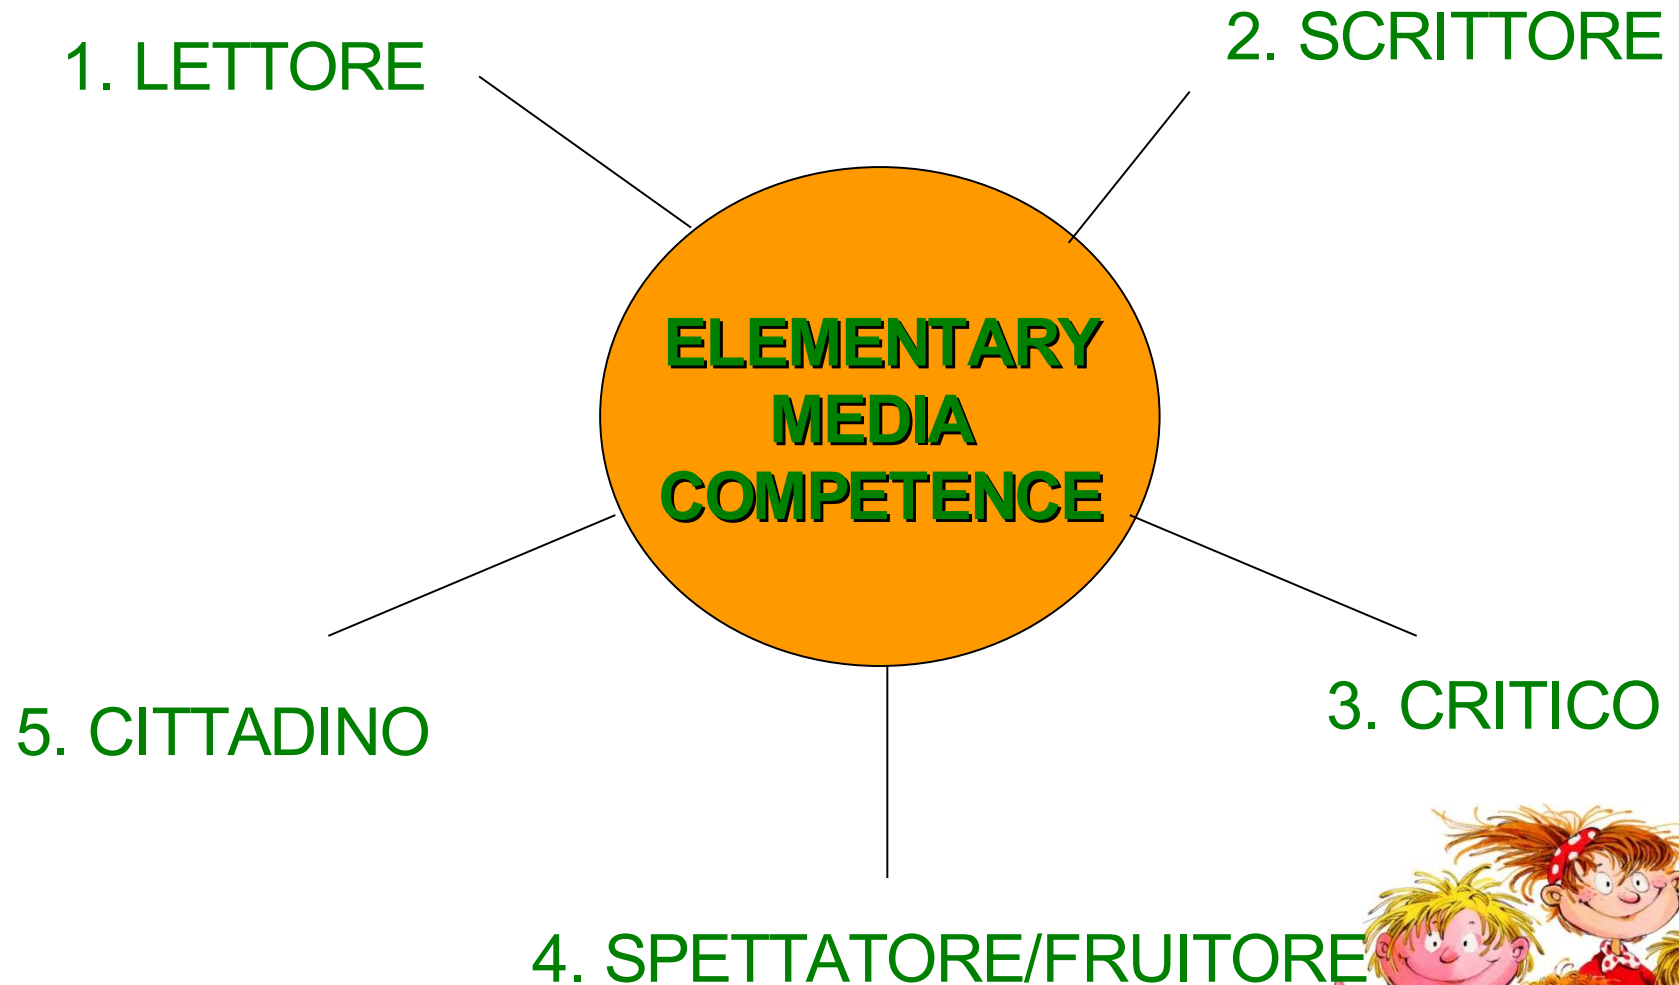 1. LETTORE
2. SCRITTORE
ELEMENTARY
MEDIA
COMPETENCE
3. CRITICO
5. CITTADINO
4. SPETTATORE/FRUITORE